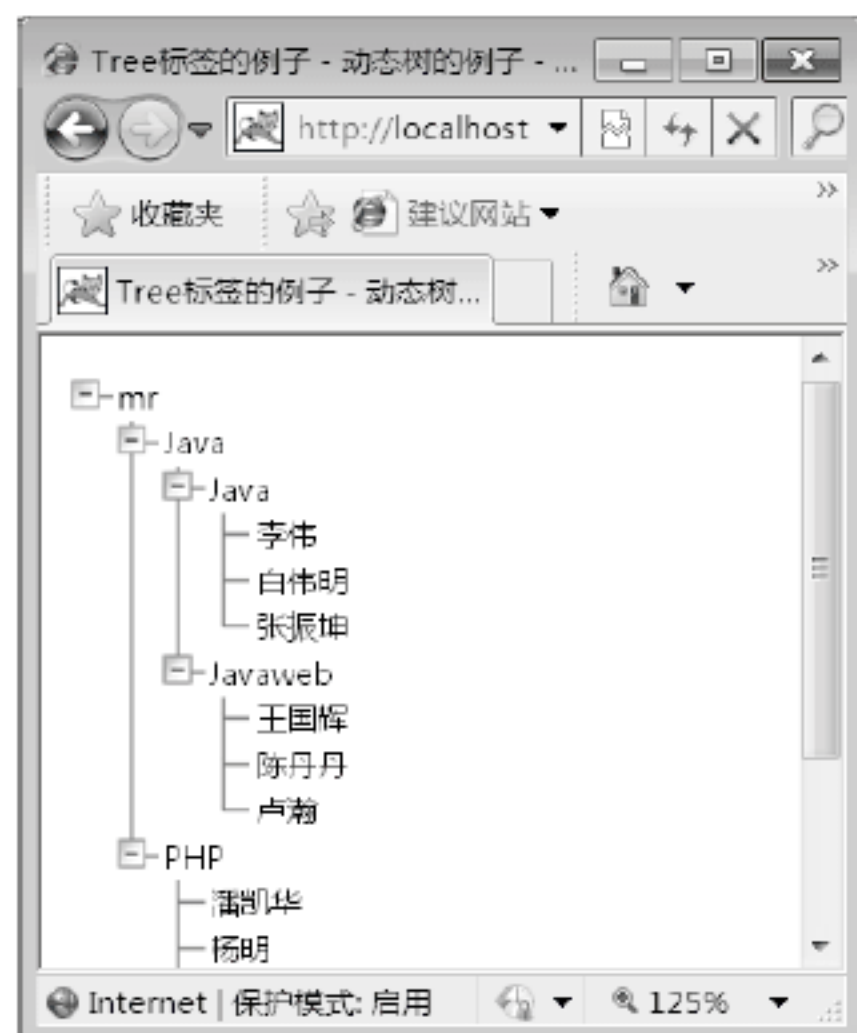 Tree标签的例子 - 动态树的例子 - ...
http://localhost
收藏夹 建议网站
Tree标签的例子 - 动态树...
mr
Java
Java
李伟
白伟明
张振坤
Javaweb
王国辉
陈丹丹
卢瀚
PHP
潘凯华
杨明
Internet | 保护模式: 启用 125%